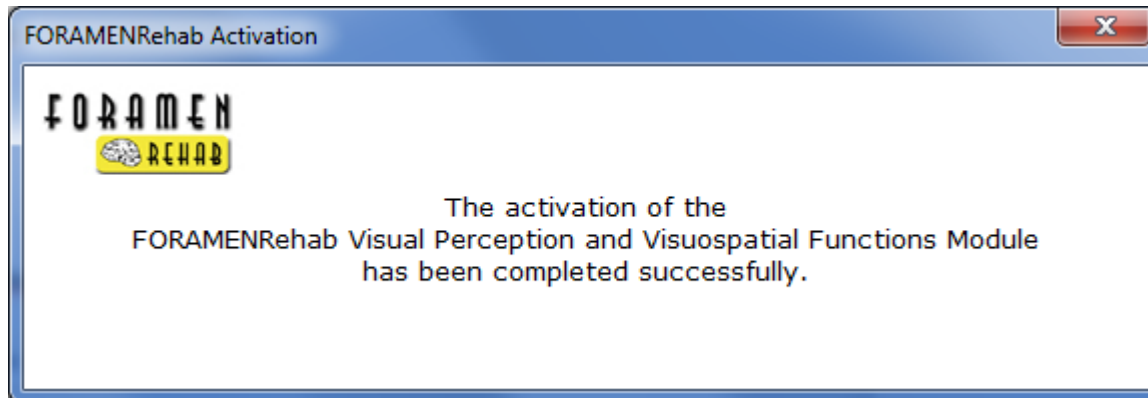 FORAMENRehab Activation
FORAMEN
REHAB
The activation of the
FORAMENRehab Visual Perception and Visuospatial Functions Module
has been completed successfully.